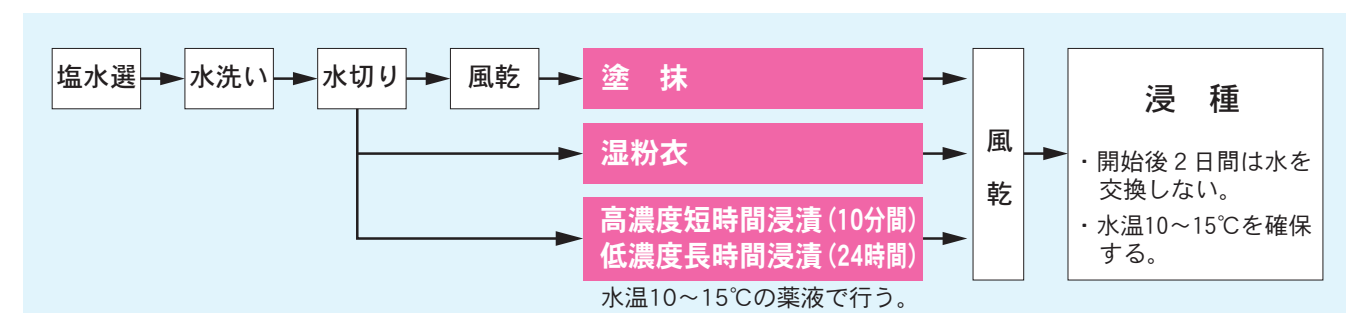 塩水選
水洗い
水切り
風乾
塗 抹
湿粉衣
高濃度短時間浸漬(10分間)
低濃度長時間浸漬(24時間)
水温10～15℃の薬液で行う。
風乾
浸 種
・開始後2日間は水を
交換しない。
・水温10～15℃を確保
する。